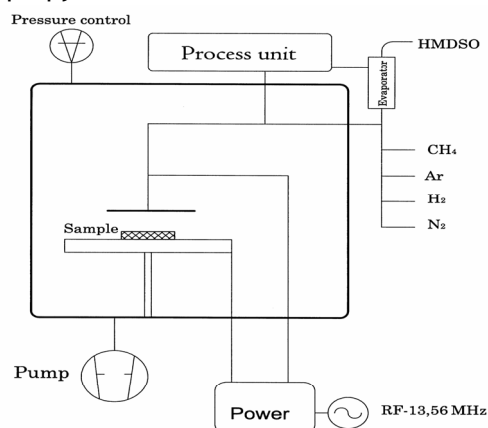 Pressure control
Process unit
HMDSO
Evaporator
CH4
Ar
H2
N2
Sample
Pump
Power
RF-13,56 MHz